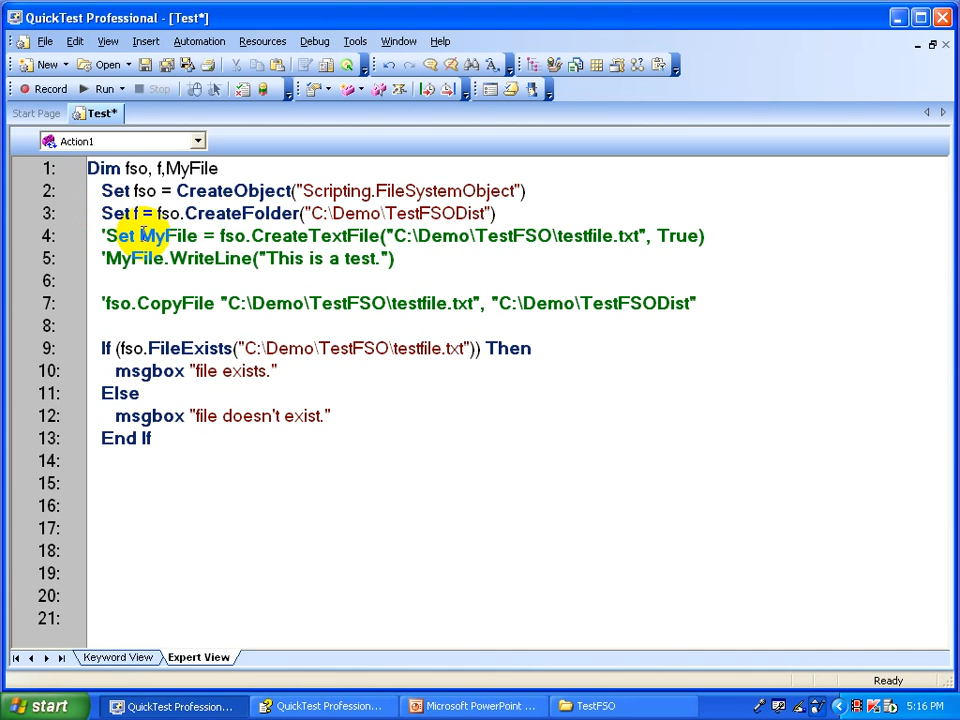 QuickTest Professional - [Test*]
File Edit View Insert Automation Resources Debug Tools Window Help
New Open
Record Run Stop
Start Page Test*
Action1
1: Dim fso, f,MyFile
2: Set fso = CreateObject("Scripting.FileSystemObject")
3: Set f = fso.CreateFolder("C:\Demo\TestFSODist")
4: 'Set MyFile = fso.CreateTextFile("C:\Demo\TestFSO\testfile.txt", True)
5: 'MyFile.WriteLine("This is a test.")
6:
7: 'fso.CopyFile "C:\Demo\TestFSO\testfile.txt", "C:\Demo\TestFSODist"
8:
9: If (fso.FileExists("C:\Demo\TestFSO\testfile.txt")) Then
10: msgbox "file exists."
11: Else
12: msgbox "file doesn't exist."
13: End If
14:
15:
16:
17:
18:
19:
20:
21:
Keyword View Expert View
Ready
start QuickTest Profession... QuickTest Profession... Microsoft PowerPoint ... TestFSO 5:16 PM